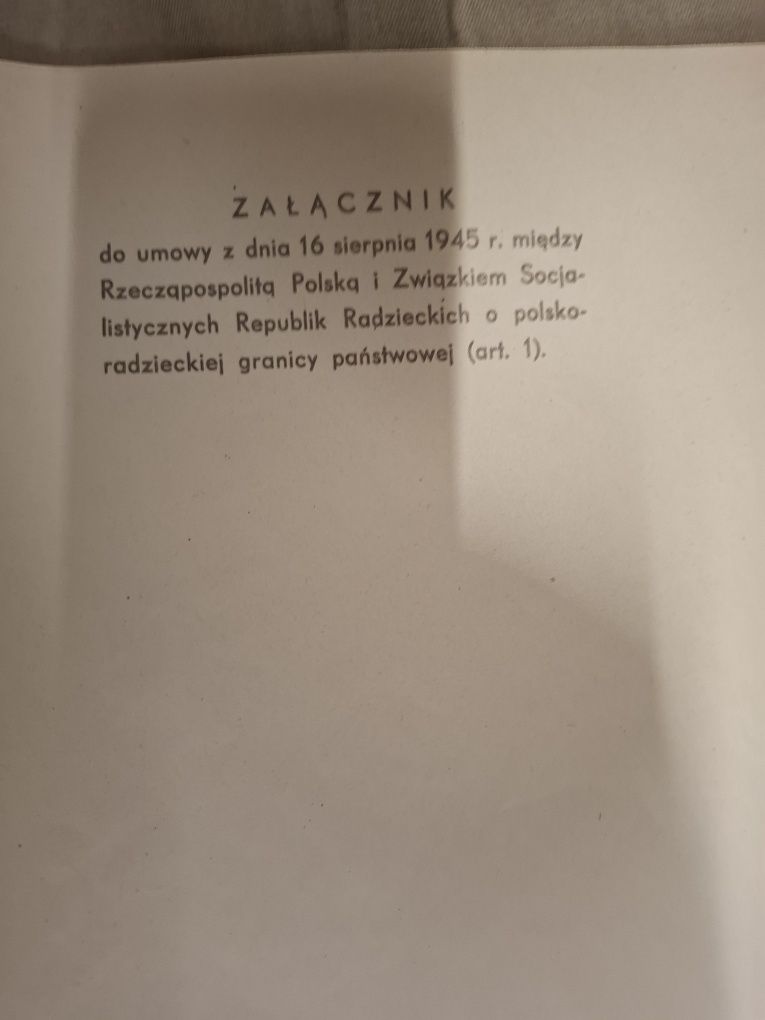 ZAŁĄCZNIK
do umowy z dnia 16 sierpnia 1945 r. między
Rzecząpospolitą Polską i Związkiem Socja-
listycznych Republik Radzieckich o polsko-
radzieckiej granicy państwowej (art. 1).